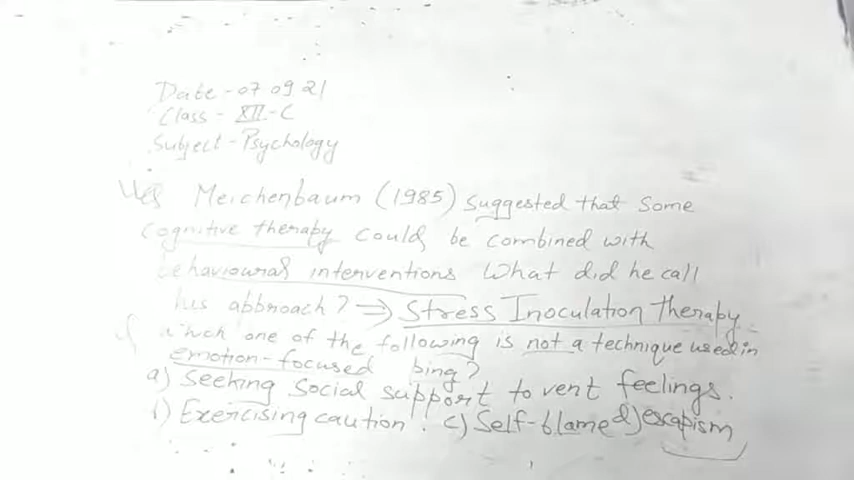 Date - 07 09 21
Class - XII - C
Subject - Psychology
Meichenbaum (1985) suggested that some
cognitive therapy could be combined with
behavioural interventions What did he call
his approach? ⇒ Stress Inoculation Therapy
which one of the following is not a technique used in
emotion-focused ping?
a) Seeking Social support to vent feelings.
b) Exercising caution. c) Self-blame d) escapism